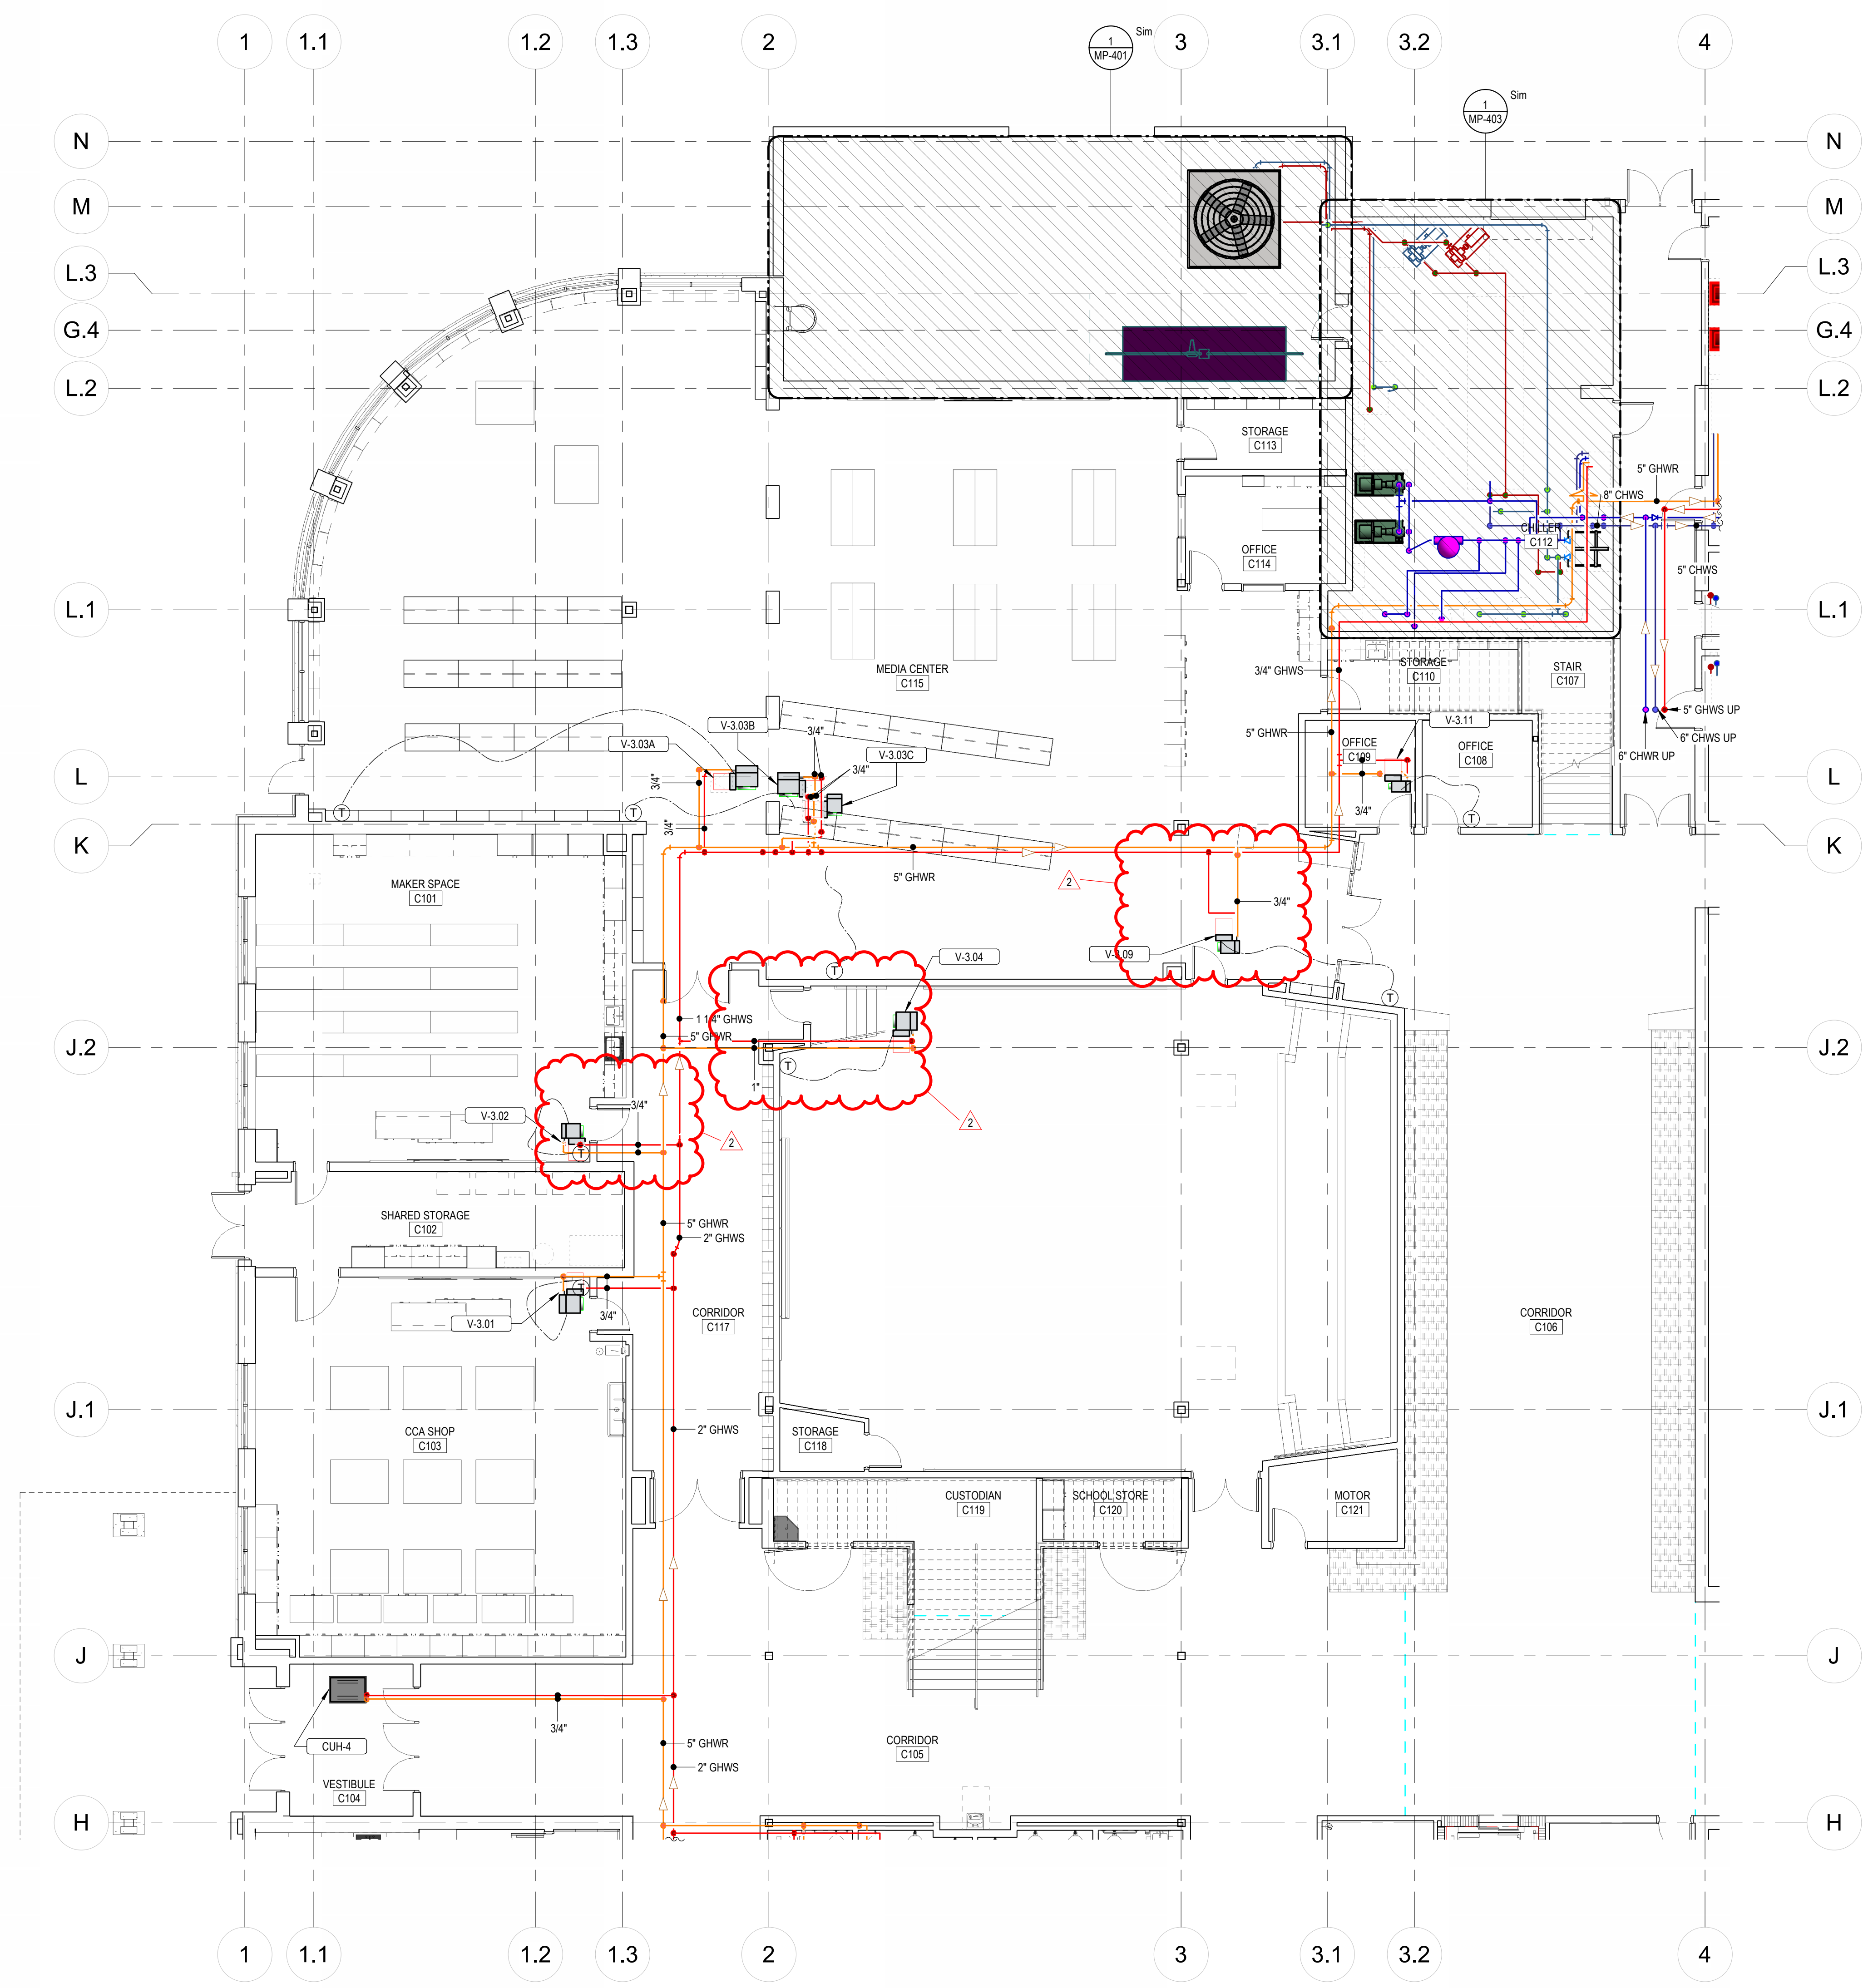 1
1.1
1.2
1.3
2
3
3.1
3.2
4
1
MP-401
Sim
1
MP-403
Sim
N
N
M
M
L.3
L.3
G.4
G.4
L.2
L.2
STORAGE
C113
5" GHWR
8" CHWS
CHILLER
C112
OFFICE
C114
5" CHWS
L.1
L.1
MEDIA CENTER
C115
3/4" GHWS
STORAGE
C110
STAIR
C107
5" GHWS UP
6" CHWS UP
6" CHWR UP
V-3.03B
V-3.03A
3/4"
V-3.03C
3/4"
3/4"
3/4"
5" GHWR
V-3.11
OFFICE
C109
OFFICE
C108
3/4"
L
L
T
T
T
K
K
5" GHWR
MAKER SPACE
C101
2
3/4"
V-3.09
V-3.04
T
T
1 1/4" GHWS
5" GHWR
J.2
J.2
T
1"
2
V-3.02
3/4"
T
2
SHARED STORAGE
C102
5" GHWR
2" GHWS
T
V-3.01
3/4"
CORRIDOR
C117
CORRIDOR
C106
J.1
J.1
CCA SHOP
C103
2" GHWS
STORAGE
C118
CUSTODIAN
C119
SCHOOL STORE
C120
MOTOR
C121
J
J
3/4"
CUH-4
5" GHWR
2" GHWS
CORRIDOR
C105
VESTIBULE
C104
H
H
1
1.1
1.2
1.3
2
3
3.1
3.2
4